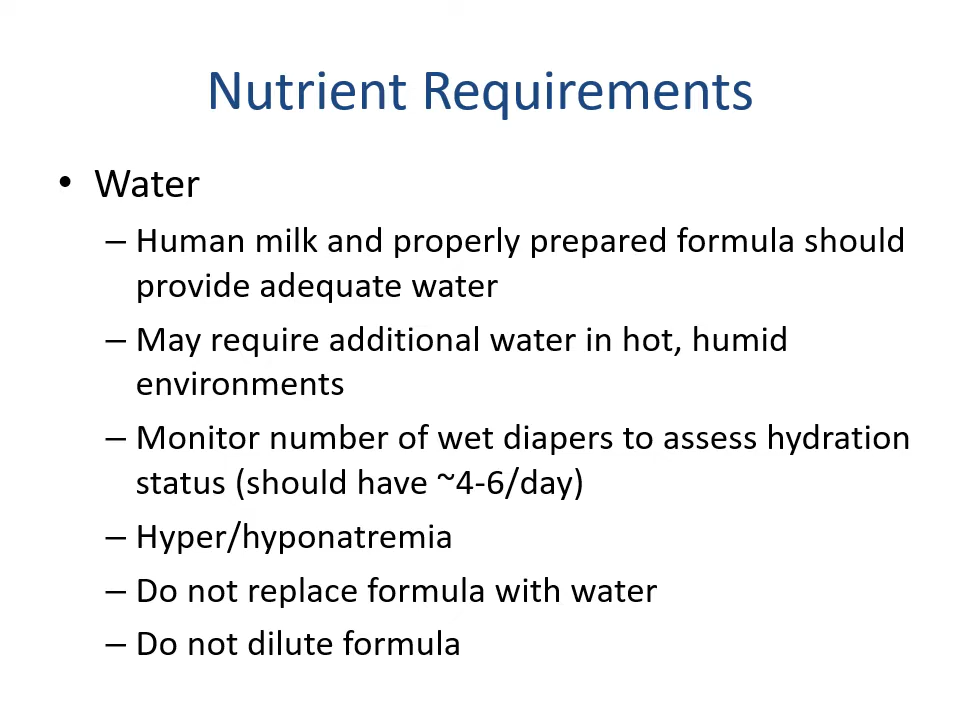 Nutrient Requirements
• Water
– Human milk and properly prepared formula should
provide adequate water
– May require additional water in hot, humid
environments
– Monitor number of wet diapers to assess hydration
status (should have ~4-6/day)
– Hyper/hyponatremia
– Do not replace formula with water
– Do not dilute formula